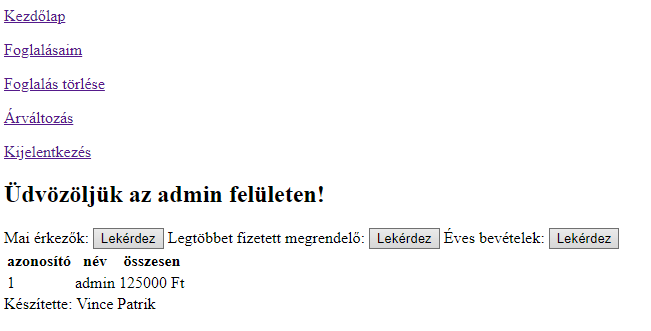 Kezdőlap
Foglalásaim
Foglalás törlése
Árváltozás
Kijelentkezés
Üdvözöljük az admin felületen!
Mai érkezők: Lekérdez Legtöbbet fizetett megrendelő: Lekérdez Éves bevételek: Lekérdez
azonosító név összesen
1 admin 125000 Ft
Készítette: Vince Patrik